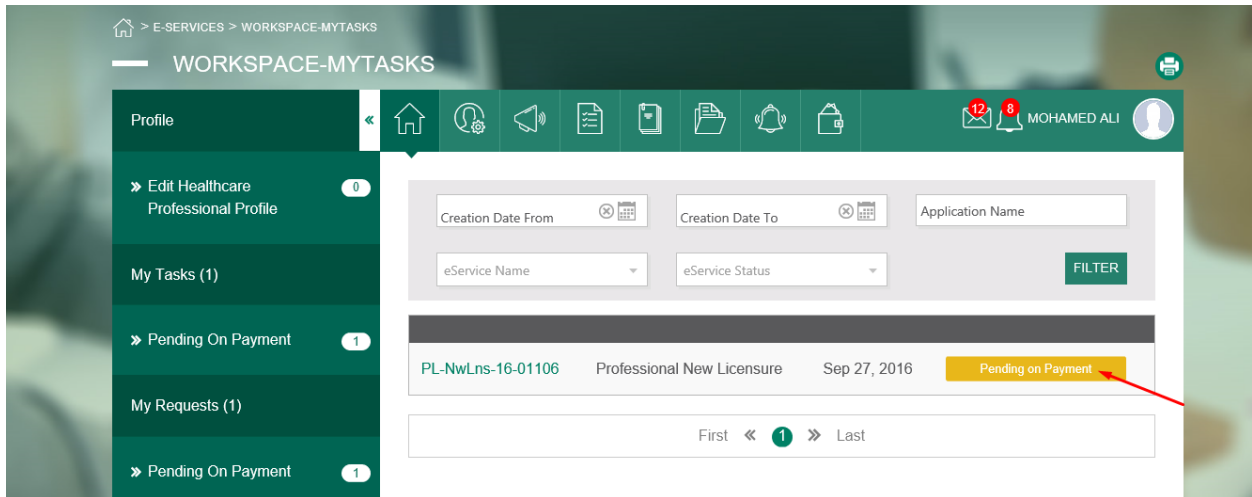 > E-SERVICES > WORKSPACE-MYTASKS
WORKSPACE-MYTASKS
Profile «
12 8 MOHAMED ALI
» Edit Healthcare 0
Professional Profile
My Tasks (1)
» Pending On Payment 1
My Requests (1)
» Pending On Payment 1
Creation Date From Creation Date To Application Name
eService Name eService Status FILTER
PL-NwLns-16-01106 Professional New Licensure Sep 27, 2016 Pending on Payment
First « 1 » Last